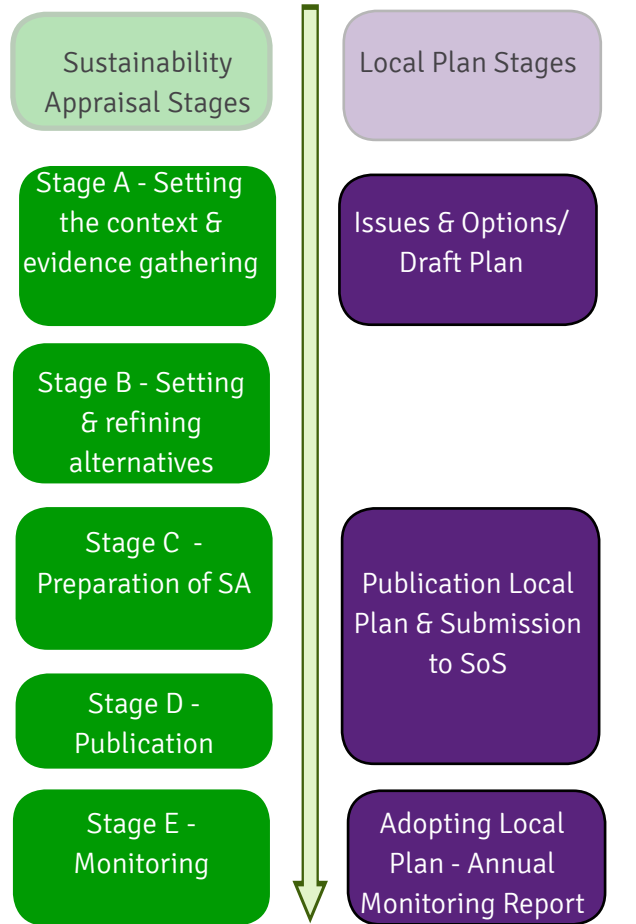 Sustainability
Appraisal Stages
Local Plan Stages
Stage A - Setting
the context &
evidence gathering
Issues & Options/
Draft Plan
Stage B - Setting
& refining
alternatives
Stage C  -
Preparation of SA
Publication Local
Plan & Submission
to SoS
Stage D -
Publication
Stage E -
Monitoring
Adopting Local
Plan - Annual
Monitoring Report